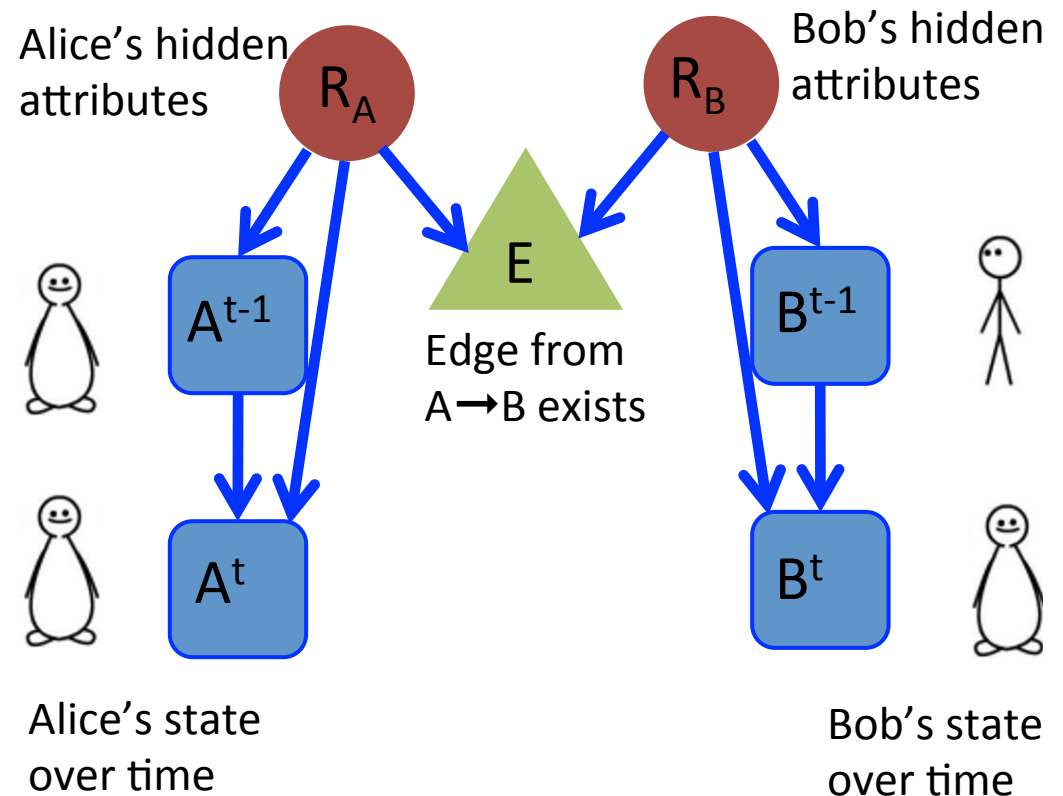 Alice’s hidden
attributes
R_A
R_B
Bob’s hidden
attributes
E
A^t-1
B^t-1
Edge from
A→B exists
A^t
B^t
Alice’s state
over time
Bob’s state
over time